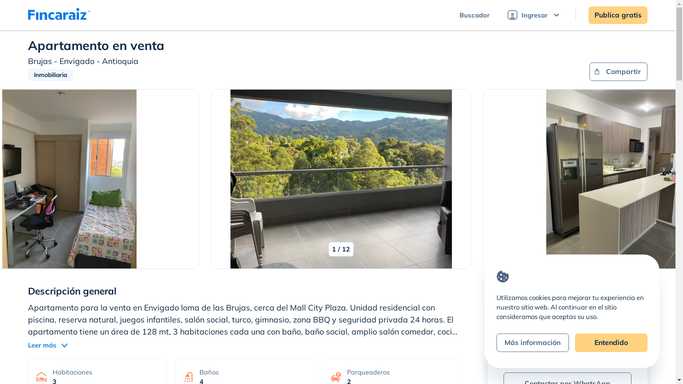 Fincaraiz
Buscador
Ingresar
Publica gratis
Apartamento en venta
Brujas - Envigado - Antioquia
Inmobiliaria
Compartir
1 / 12
Descripción general
Apartamento para la venta en Envigado loma de las Brujas, cerca del Mall City Plaza. Unidad residencial con
piscina, reserva natural, juegos infantiles, salón social, turco, gimnasio, zona BBQ y seguridad privada 24 horas. El
apartamento tiene un área de 128 mt, 3 habitaciones cada una con baño, baño social, amplio salón comedor, coci...
Leer más
Habitaciones
3
Baños
4
Parqueaderos
2
Utilizamos cookies para mejorar tu experiencia en
nuestro sitio web. Al continuar en el sitio
consideramos que aceptas su uso.
Más información
Entendido
Contactar por WhatsApp